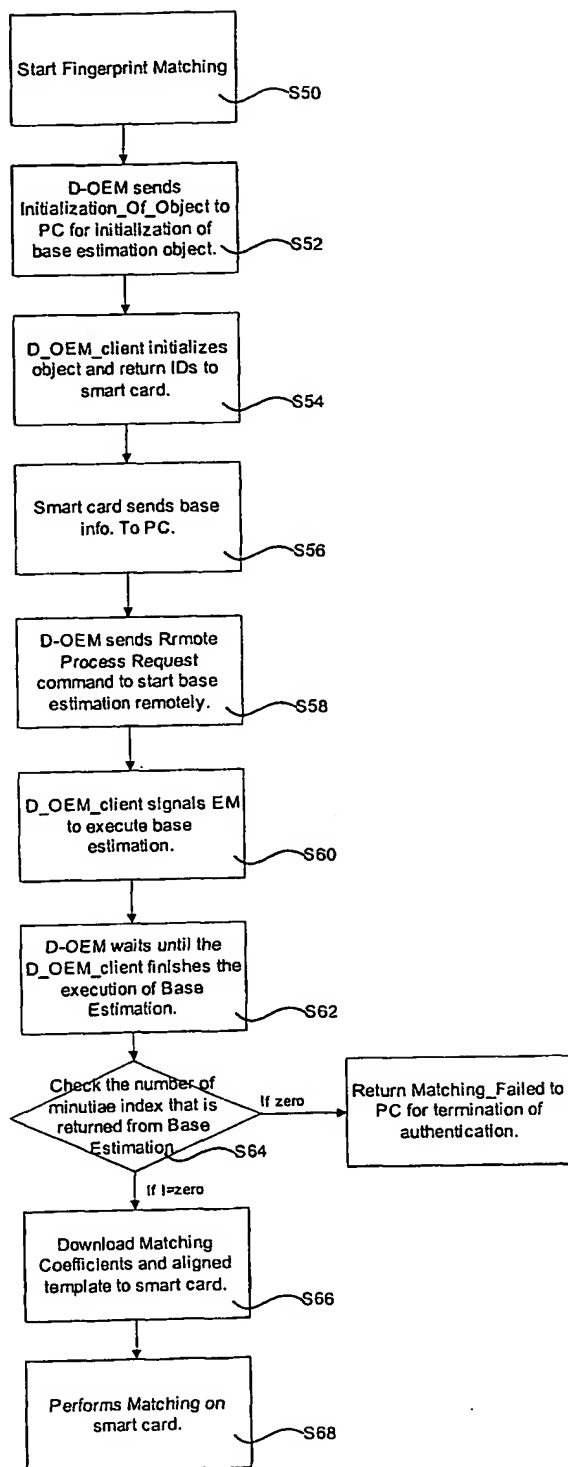 Start Fingerprint Matching
S50
D-OEM sends
Initialization_Of_Object to
PC for initialization of
base estimation object.
S52
D_OEM_client initializes
object and return IDs to
smart card.
S54
Smart card sends base
info. To PC.
S56
D-OEM sends Rrmote
Process Request
command to start base
estimation remotely.
S58
D_OEM_client signals EM
to execute base
estimation.
S60
D-OEM waits until the
D_OEM_client finishes the
execution of Base
Estimation.
S62
Check the number of
minutiae index that is
returned from Base
Estimation
S64
If zero
Return Matching_Failed to
PC for termination of
authentication.
If !=zero
Download Matching
Coefficients and aligned
template to smart card.
S66
Performs Matching on
smart card.
S68